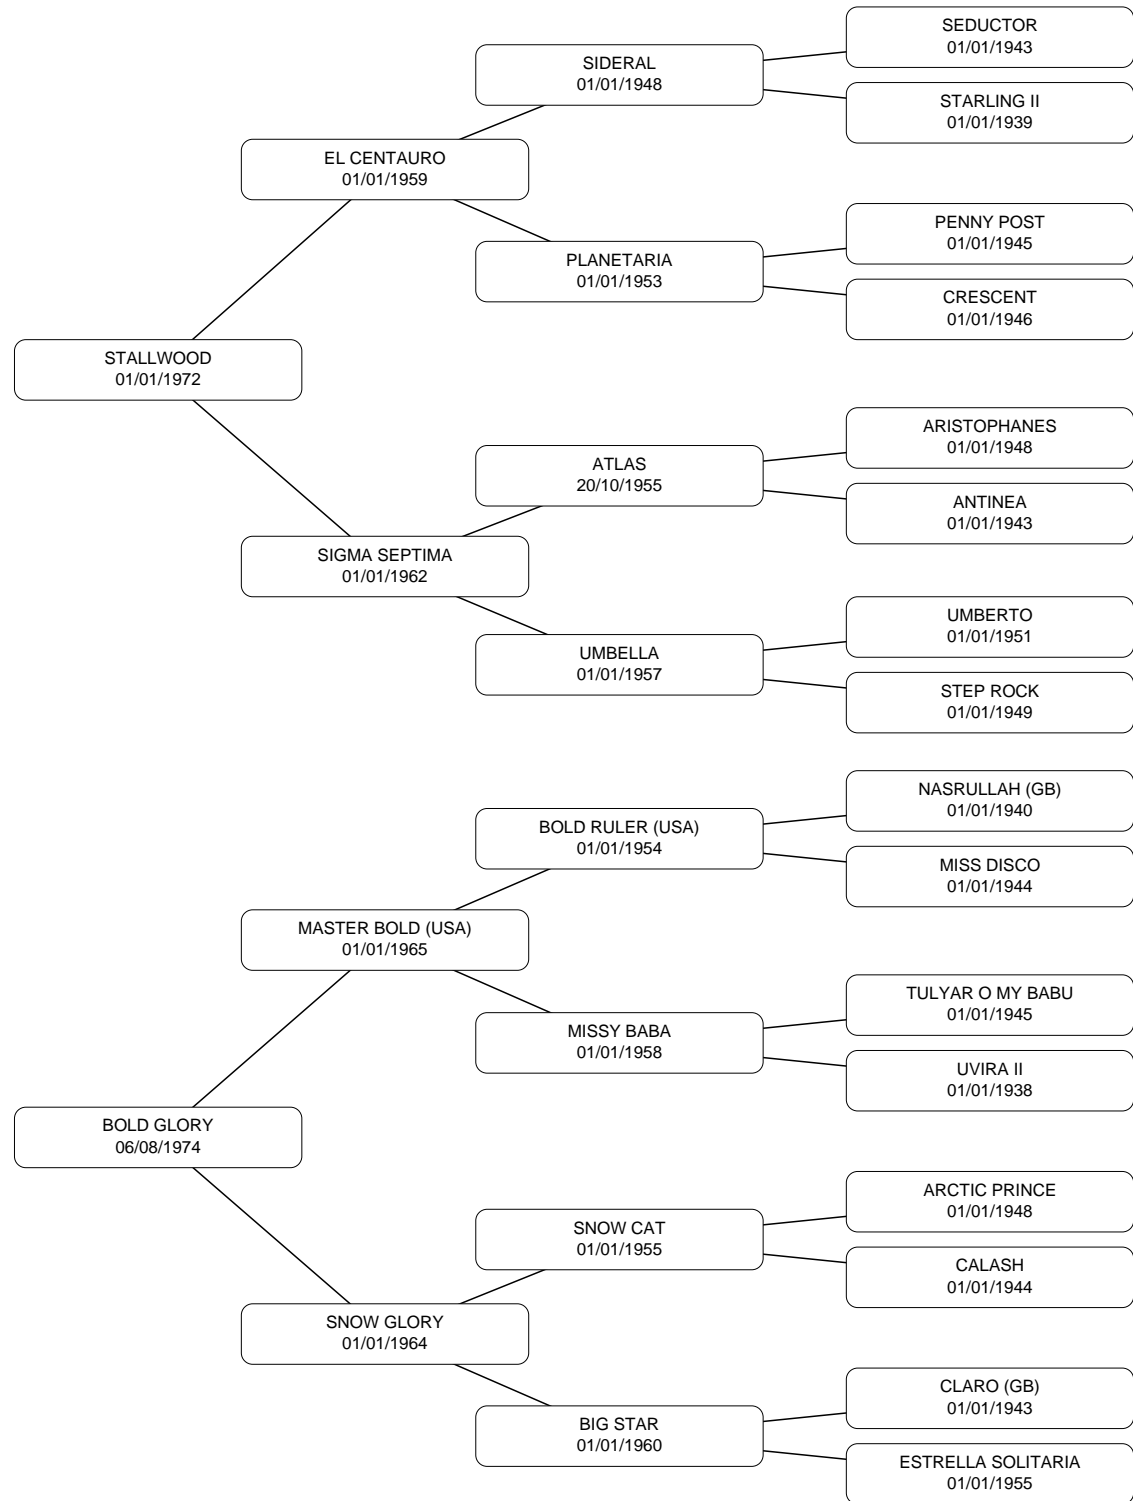 SEDUCTOR
01/01/1943
SIDERAL
01/01/1948
STARLING II
01/01/1939
EL CENTAURO
01/01/1959
PENNY POST
01/01/1945
PLANETARIA
01/01/1953
CRESCENT
01/01/1946
STALLWOOD
01/01/1972
ARISTOPHANES
01/01/1948
ATLAS
20/10/1955
ANTINEA
01/01/1943
SIGMA SEPTIMA
01/01/1962
UMBERTO
01/01/1951
UMBELLA
01/01/1957
STEP ROCK
01/01/1949
NASRULLAH (GB)
01/01/1940
BOLD RULER (USA)
01/01/1954
MISS DISCO
01/01/1944
MASTER BOLD (USA)
01/01/1965
TULYAR O MY BABU
01/01/1945
MISSY BABA
01/01/1958
UVIRA II
01/01/1938
BOLD GLORY
06/08/1974
ARCTIC PRINCE
01/01/1948
SNOW CAT
01/01/1955
CALASH
01/01/1944
SNOW GLORY
01/01/1964
CLARO (GB)
01/01/1943
BIG STAR
01/01/1960
ESTRELLA SOLITARIA
01/01/1955